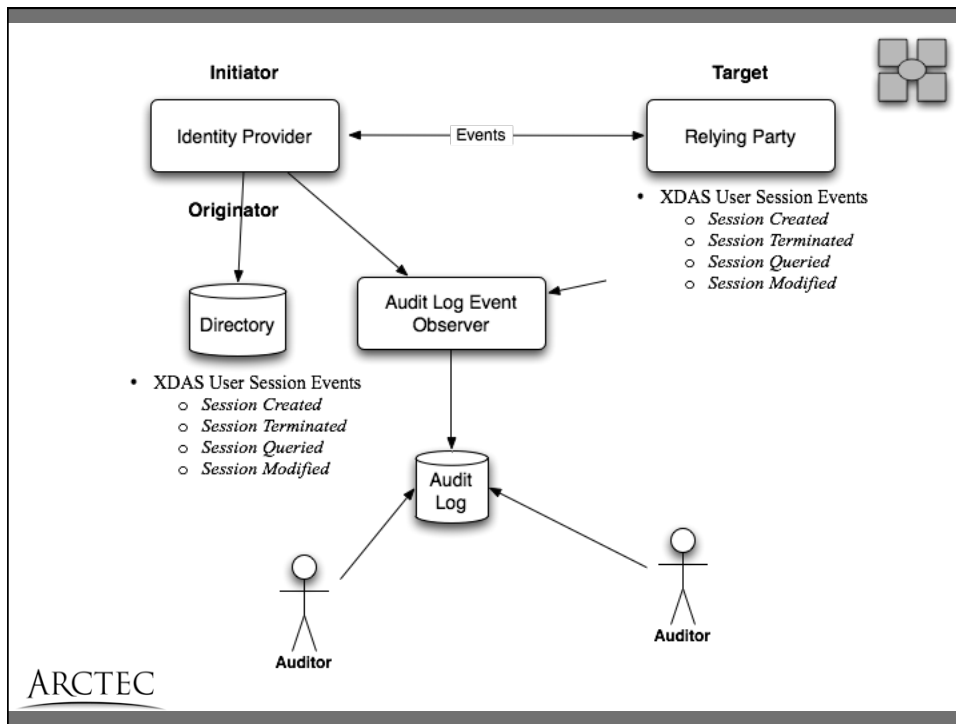 Initiator
Target
Identity Provider
Events
Relying Party
Originator
• XDAS User Session Events
o Session Created
o Session Terminated
o Session Queried
o Session Modified
Directory
Audit Log Event
Observer
• XDAS User Session Events
o Session Created
o Session Terminated
o Session Queried
o Session Modified
Audit
Log
Auditor
Auditor
ARCTEC